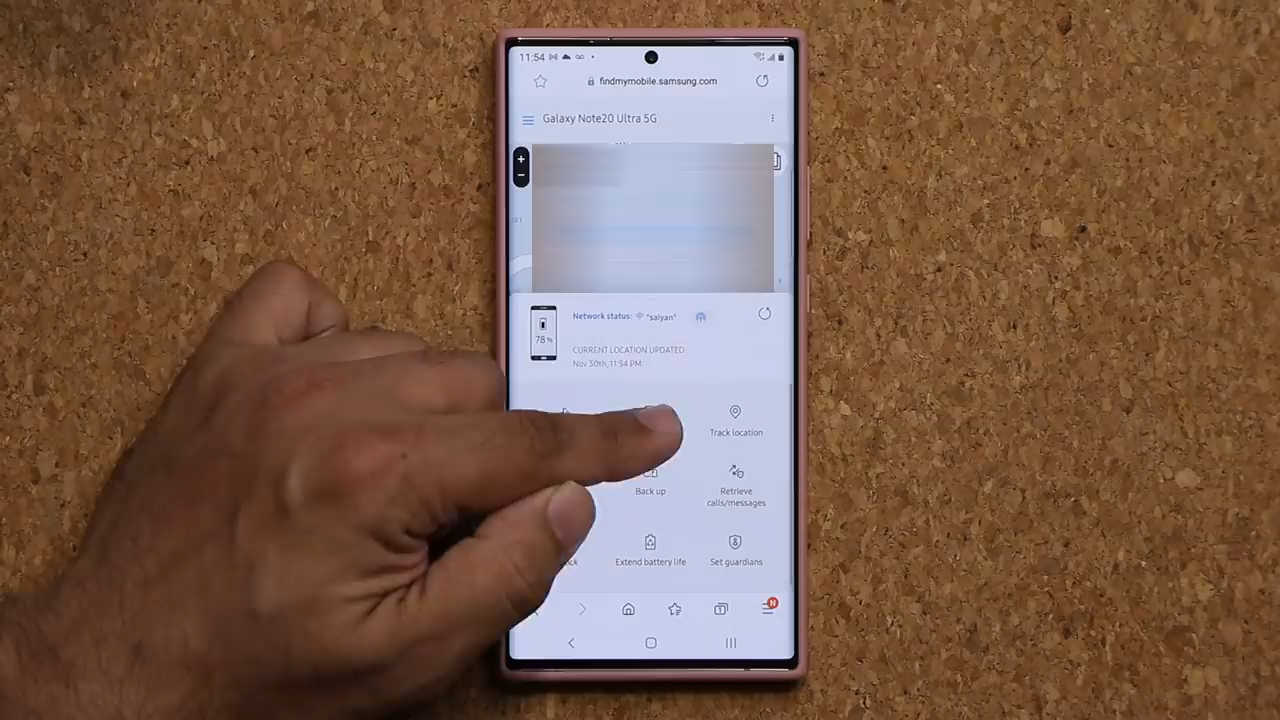 11:54
findmymobile.samsung.com
Galaxy Note20 Ultra 5G
+
−
Network status: "saiyan"
78%
CURRENT LOCATION UPDATED:
Nov 30th, 11:54 PM
Track location
Back up
Retrieve
calls/messages
Extend battery life
Set guardians
1
N